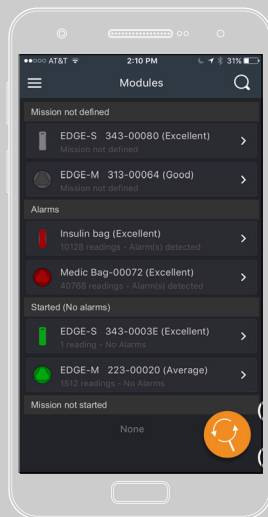 AT&T 2:10 PM 31%
Modules
Mission not defined
EDGE-S 343-00080 (Excellent)
Mission not defined
EDGE-M 313-00064 (Good)
Mission not defined
Alarms
Insulin bag (Excellent)
10128 readings - Alarm(s) detected
Medic Bag-00072 (Excellent)
40768 readings - Alarm(s) detected
Started (No alarms)
EDGE-S 343-0003E (Excellent)
1 reading - No Alarms
EDGE-M 223-00020 (Average)
1512 readings - No Alarms
Mission not started
None